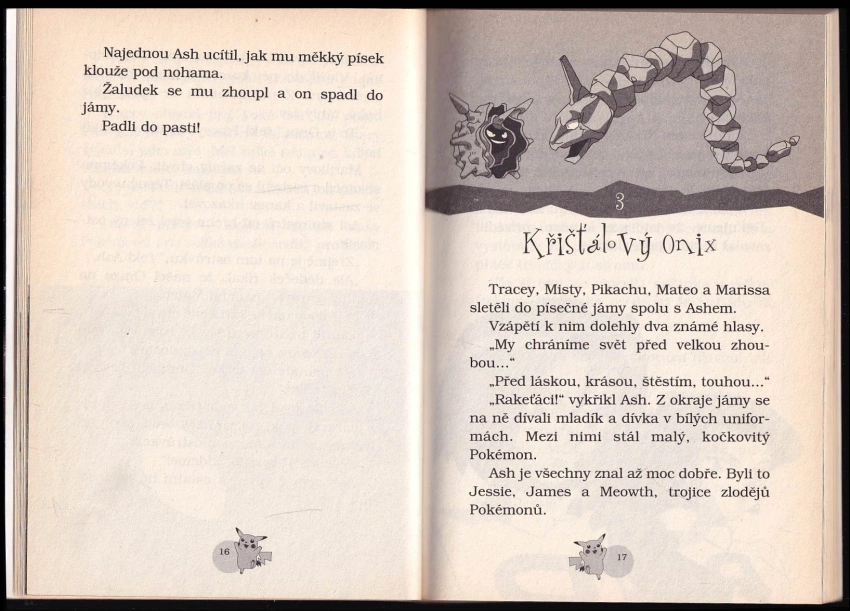 Najednou Ash ucítil, jak mu měkký písek
klouže pod nohama.
Žaludek se mu zhoupl a on spadl do
jámy.
Padli do pasti!
16
3
Křišťálový Onix
Tracey, Misty, Pikachu, Mateo a Marissa
sletěli do písečné jámy spolu s Ashem.
Vzápětí k nim dolehly dva známé hlasy.
„My chráníme svět před velkou zhou-
bou...“
„Před láskou, krásou, štěstím, touhou...“
„Rakeťáci!“ vykřikl Ash. Z okraje jámy se
na ně dívali mladík a dívka v bílých unifor-
mách. Mezi nimi stál malý, kočkovitý
Pokémon.
Ash je všechny znal až moc dobře. Byli to
Jessie, James a Meowth, trojice zlodějů
Pokémonů.
17